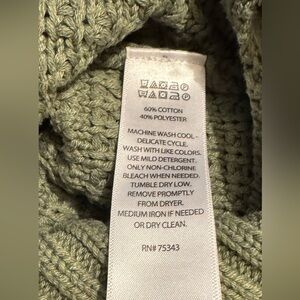 60% COTTON
40% POLYESTER
MACHINE WASH COOL -
DELICATE CYCLE.
WASH WITH LIKE COLORS.
USE MILD DETERGENT.
ONLY NON-CHLORINE
BLEACH WHEN NEEDED.
TUMBLE DRY LOW.
REMOVE PROMPTLY
FROM DRYER.
MEDIUM IRON IF NEEDED
OR DRY CLEAN.
RN# 75343